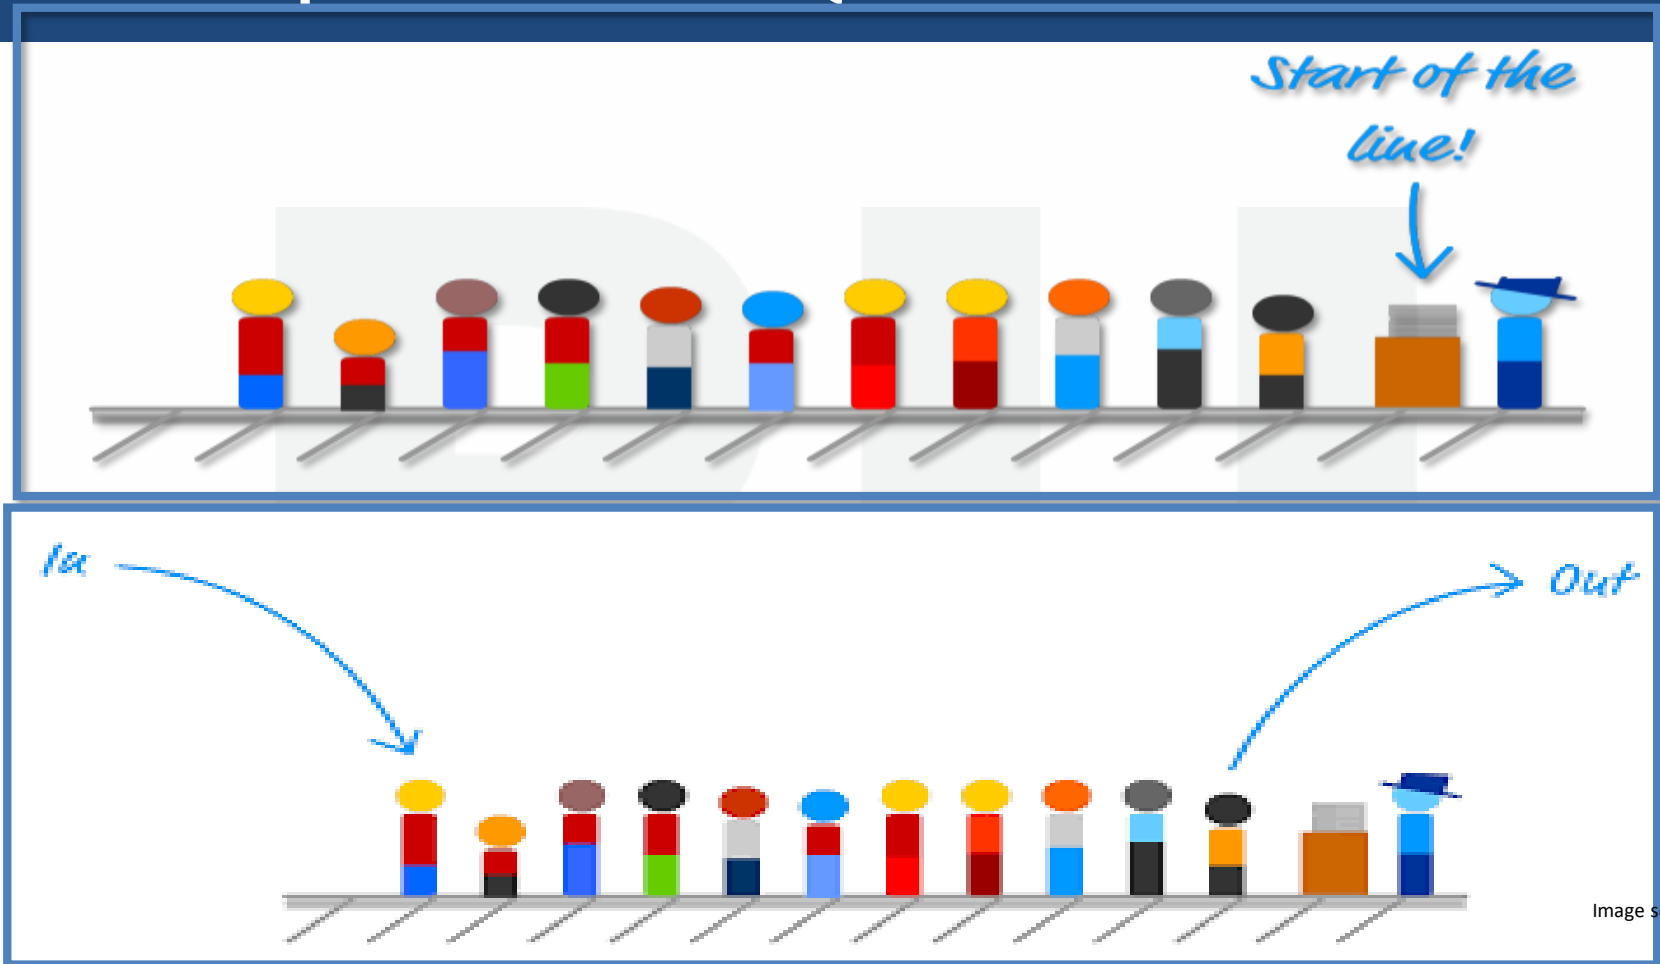 Start of the
line!
In
Out
Image s